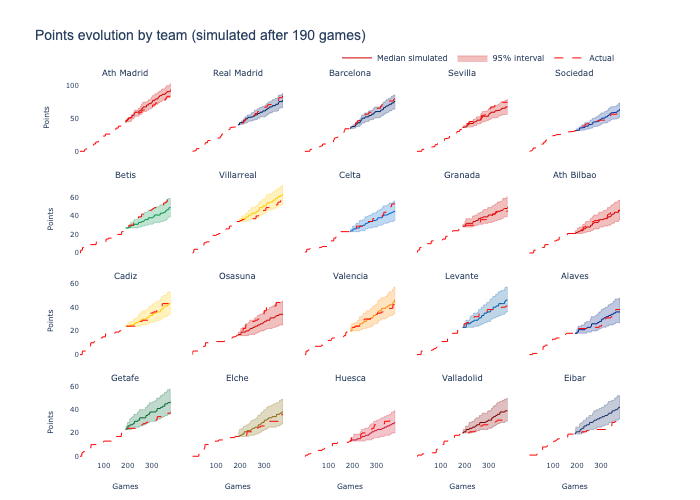 Points evolution by team (simulated after 190 games)
Median simulated 95% interval Actual
Ath Madrid Real Madrid Barcelona Sevilla Sociedad
100
50
0
Points
Betis Villarreal Celta Granada Ath Bilbao
60
40
20
0
Points
Cadiz Osasuna Valencia Levante Alaves
60
40
20
0
Points
Getafe Elche Huesca Valladolid Eibar
60
40
20
0
Points
100 200 300 100 200 300 100 200 300 100 200 300 100 200 300
Games Games Games Games Games